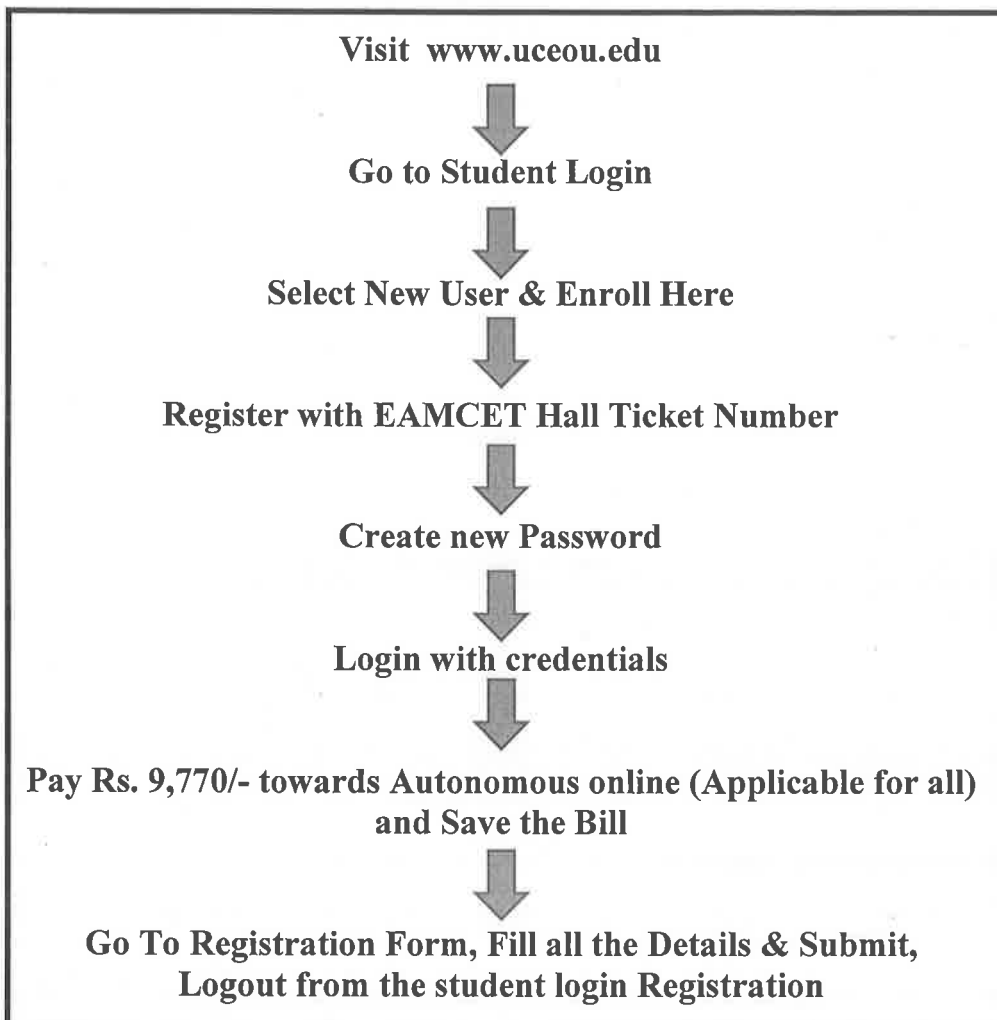 Visit www.uceou.edu
Go to Student Login
Select New User & Enroll Here
Register with EAMCET Hall Ticket Number
Create new Password
Login with credentials
Pay Rs. 9,770/- towards Autonomous online (Applicable for all)
and Save the Bill
Go To Registration Form, Fill all the Details & Submit,
Logout from the student login Registration